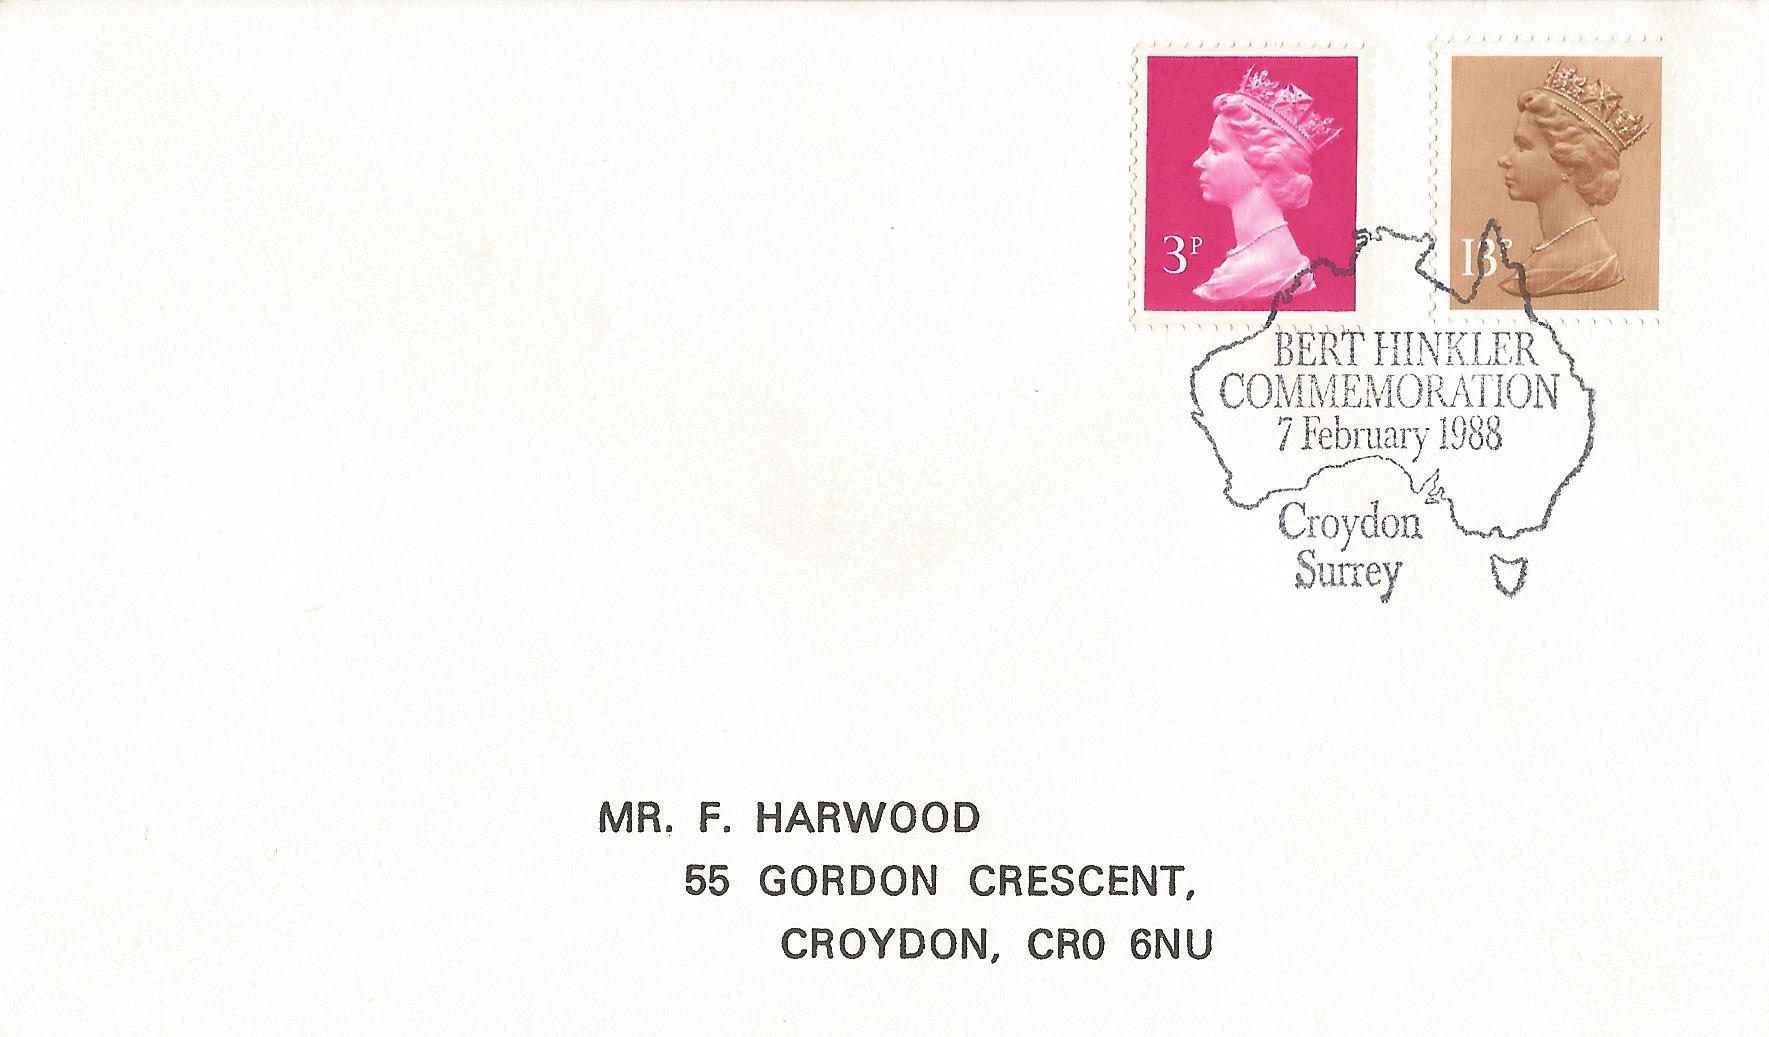 3P
13P
BERT HINKLER
COMMEMORATION
7 February 1988
Croydon
Surrey
MR. F. HARWOOD
55 GORDON CRESCENT,
CROYDON, CR0 6NU